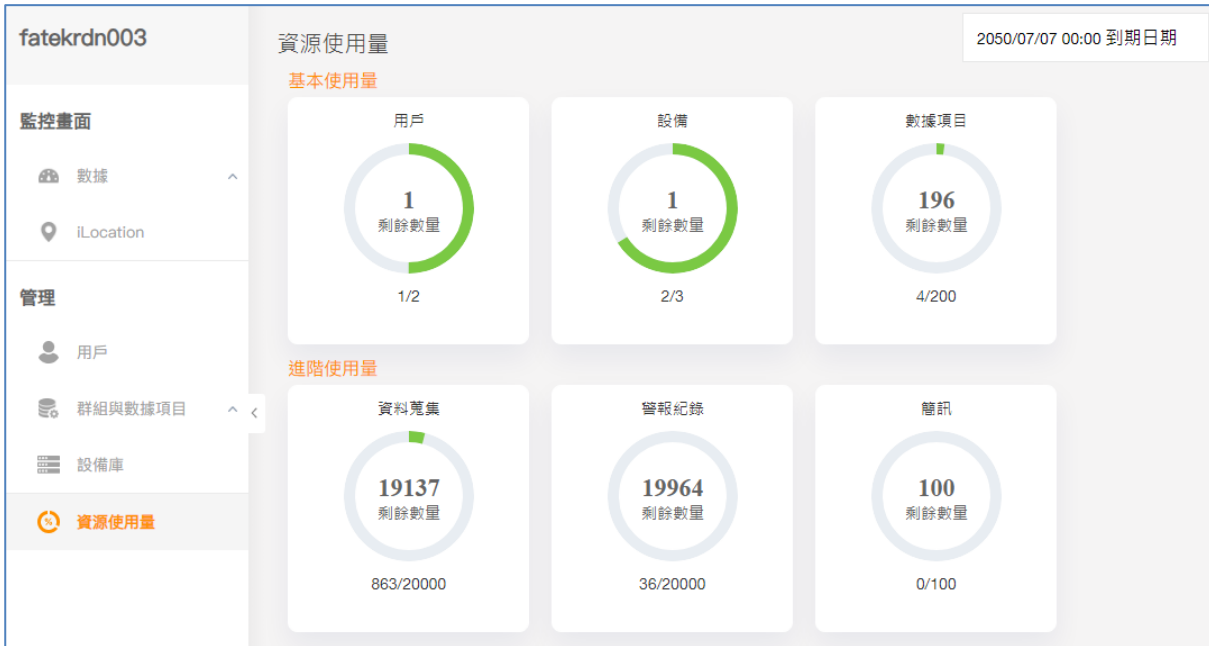 fatekrdn003
監控畫面
數據
iLocation
管理
用戶
群組與數據項目
設備庫
資源使用量
資源使用量
2050/07/07 00:00 到期日期
基本使用量
用戶
1
剩餘數量
1/2
設備
1
剩餘數量
2/3
數據項目
196
剩餘數量
4/200
進階使用量
資料蒐集
19137
剩餘數量
863/20000
警報紀錄
19964
剩餘數量
36/20000
簡訊
100
剩餘數量
0/100